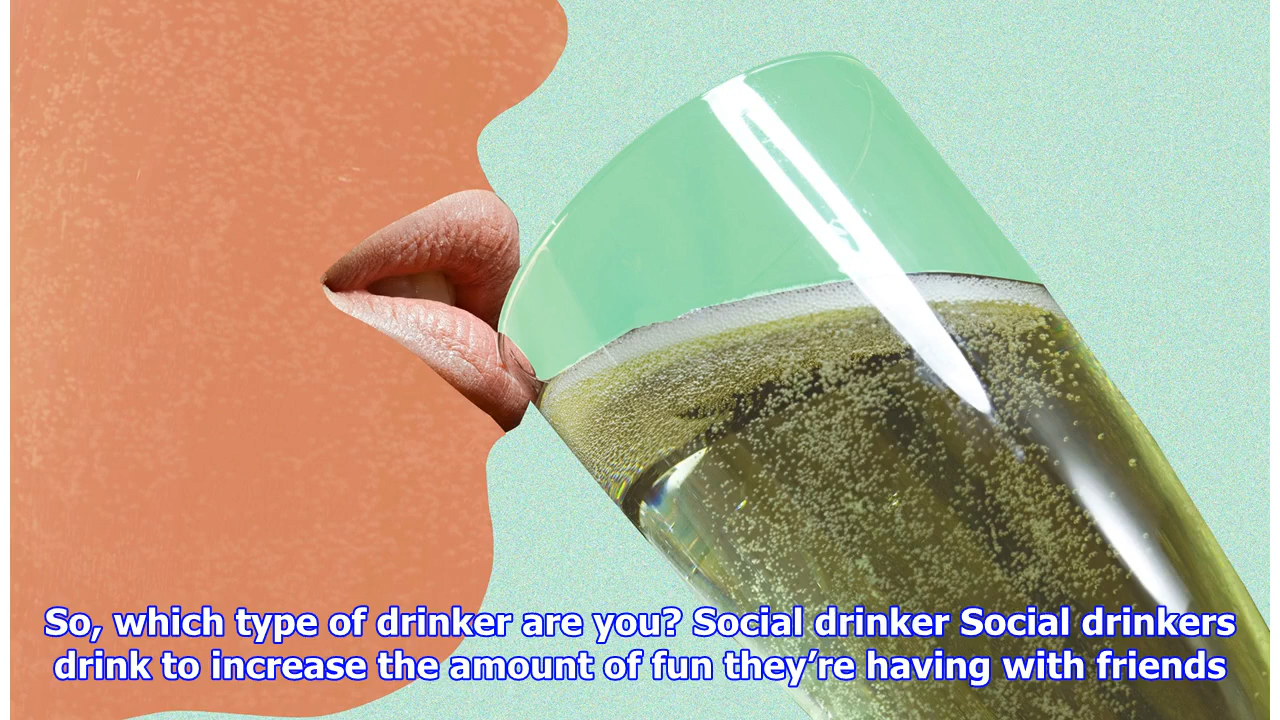 So, which type of drinker are you? Social drinker Social drinkers
drink to increase the amount of fun they’re having with friends